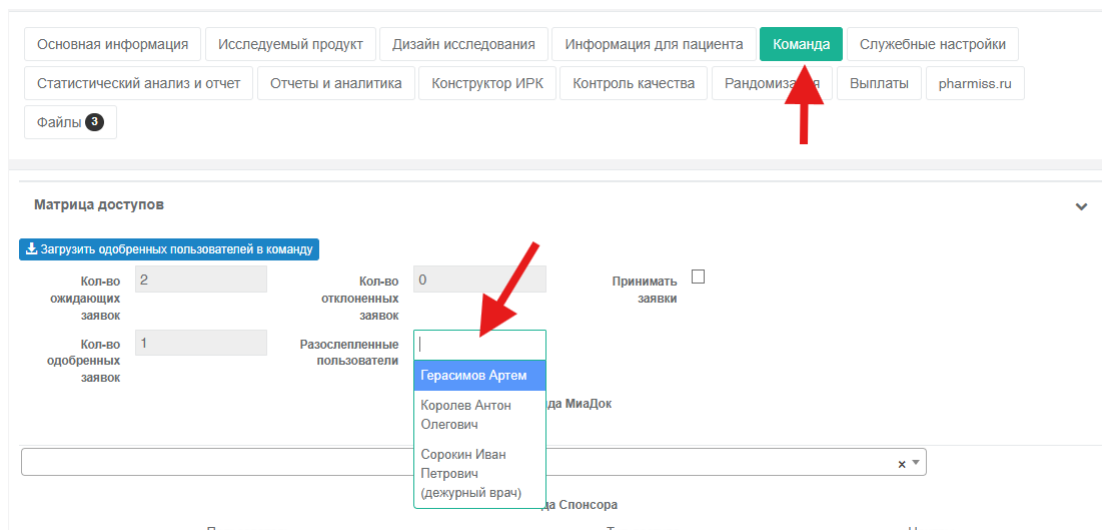 Основная информация Исследуемый продукт Дизайн исследования Информация для пациента Команда Служебные настройки
Статистический анализ и отчет Отчеты и аналитика Конструктор ИРК Контроль качества Рандомизация Выплаты pharmiss.ru
Файлы 3
Матрица доступов
Загрузить одобренных пользователей в команду
Кол-во ожидающих заявок 2 Кол-во отклоненных заявок 0 Принимать заявки
Кол-во одобренных заявок 1 Разослепленные пользователи
Герасимов Артем
Королев Антон
Олегович
Сорокин Иван
Петрович
(дежурный врач)
МиаДок
Спонсора